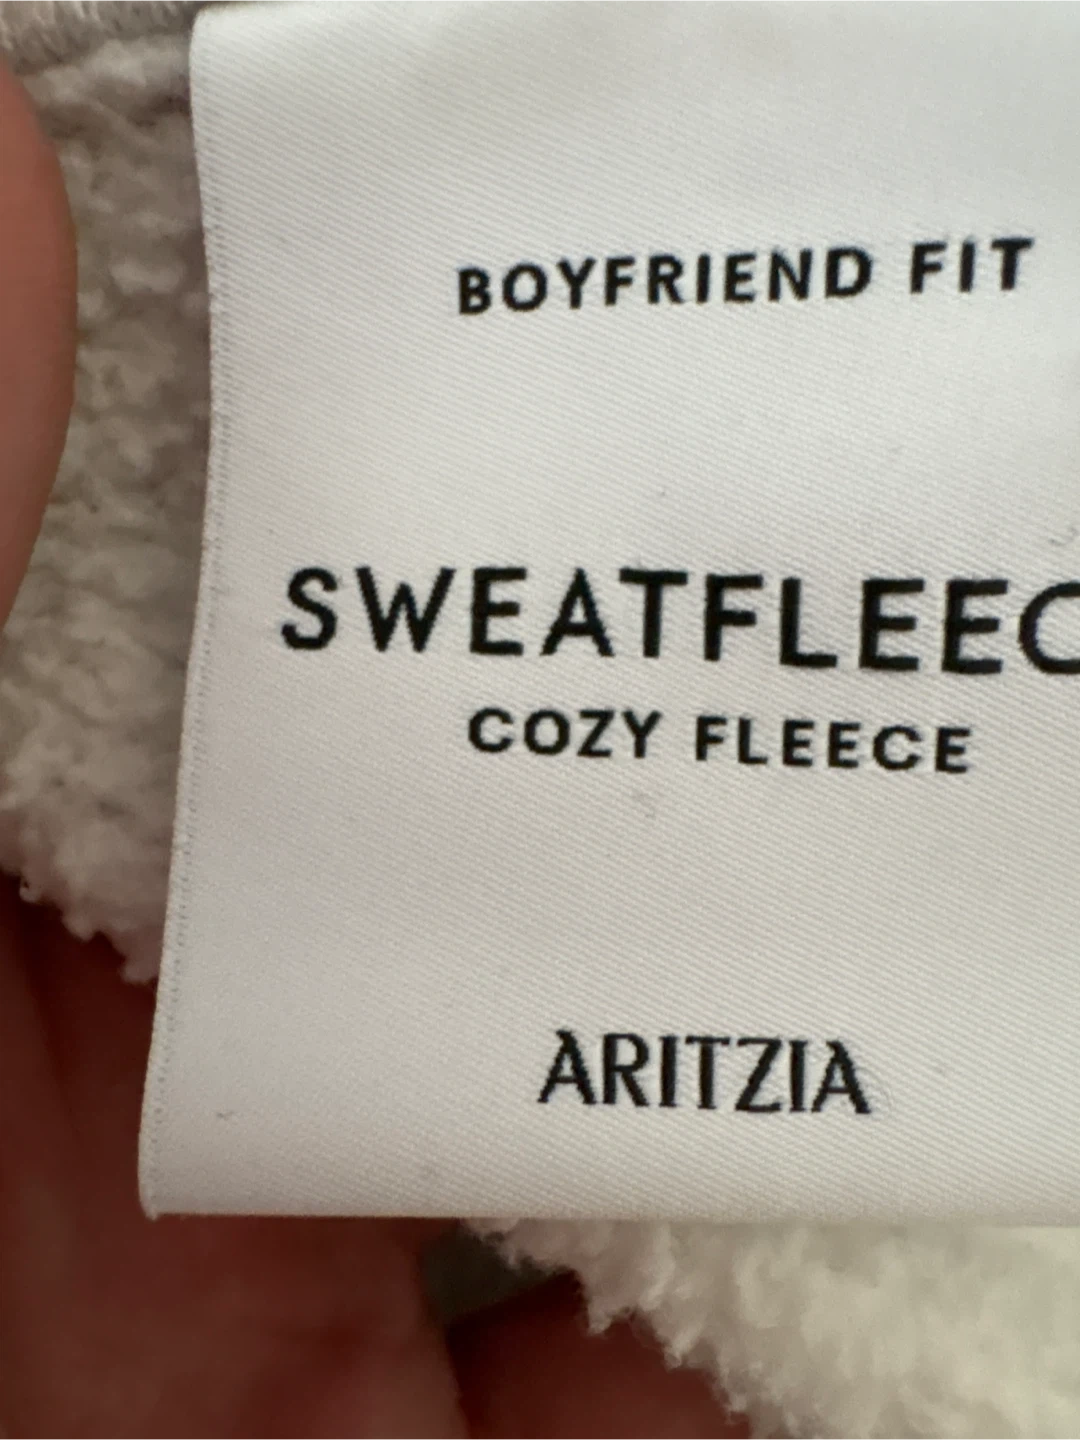 BOYFRIEND FIT
SWEATFLEEC
COZY FLEECE
ARITZIA